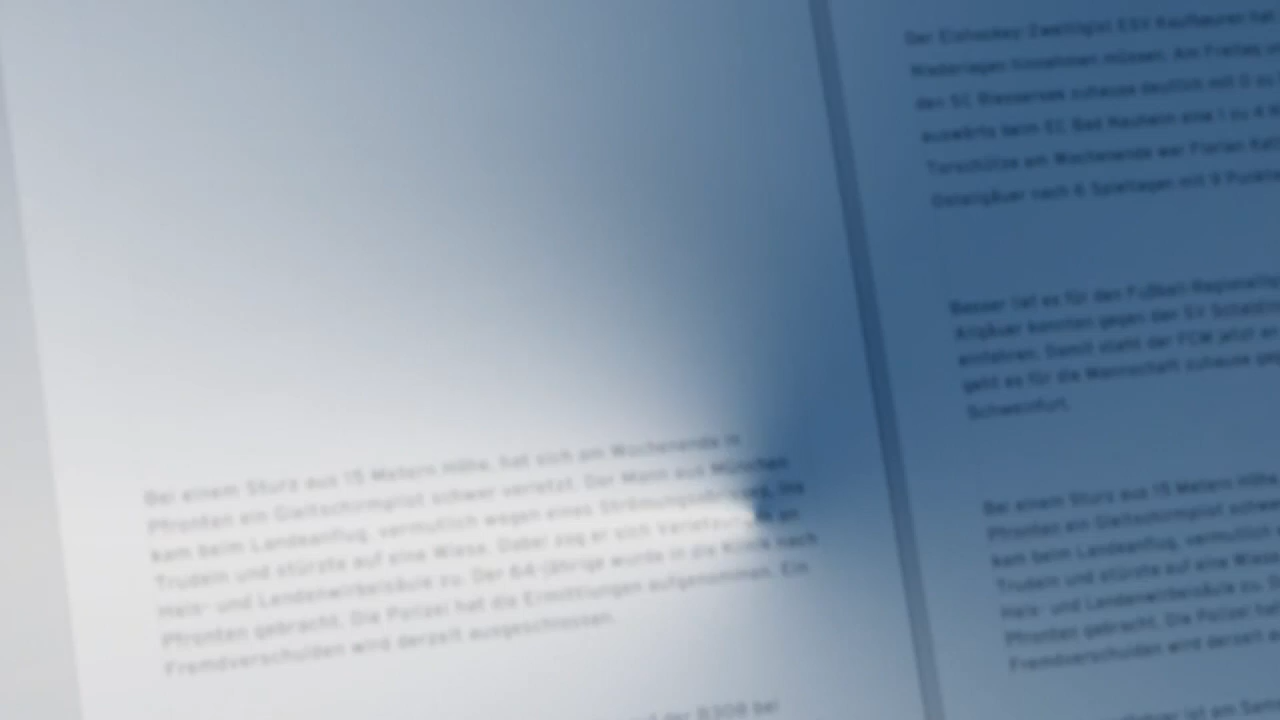 Bei einem Sturz aus 15 Metern Höhe, hat sich am Wochenende in
Pfronten ein Gleitschirmpilot schwer verletzt. Der Mann aus München
kam beim Landeanflug, vermutlich wegen eines Strömungsabrisses, ins
Trudeln und stürzte auf eine Wiese. Dabei zog er sich Verletzungen an
Hals- und Lendenwirbelsäule zu. Der 64-jährige wurde in die Klinik nach
Pfronten gebracht. Die Polizei hat die Ermittlungen aufgenommen. Ein
Fremdverschulden wird derzeit ausgeschlossen.
der B308 bei
Der Eishockey-Zweitligist ESV Kaufbeuren hat
Niederlagen hinnehmen müssen. Am Freitag
den SC Riessersee zuhause deutlich mit 0 zu
auswärts beim EC Bad Nauheim eine 1 zu 4
Torschütze am Wochenende war Florian
Ostallgäuer nach 6 Spieltagen mit 9 Punkte
Besser lief es für den Fußball-Regionallig
Allgäuer konnten gegen den SV
einfahren. Damit steht der FCM jetzt
geht es für die Mannschaft zuhause
Schweinfurt.
Bei einem Sturz aus 15 Metern Höhe
Pfronten ein Gleitschirmpilot schwer
kam beim Landeanflug, vermutlich
Trudeln und stürzte auf eine Wiese
Hals- und Lendenwirbelsäule zu. D
Pfronten gebracht. Die Polizei hat
Fremdverschulden wird derzeit
ist am